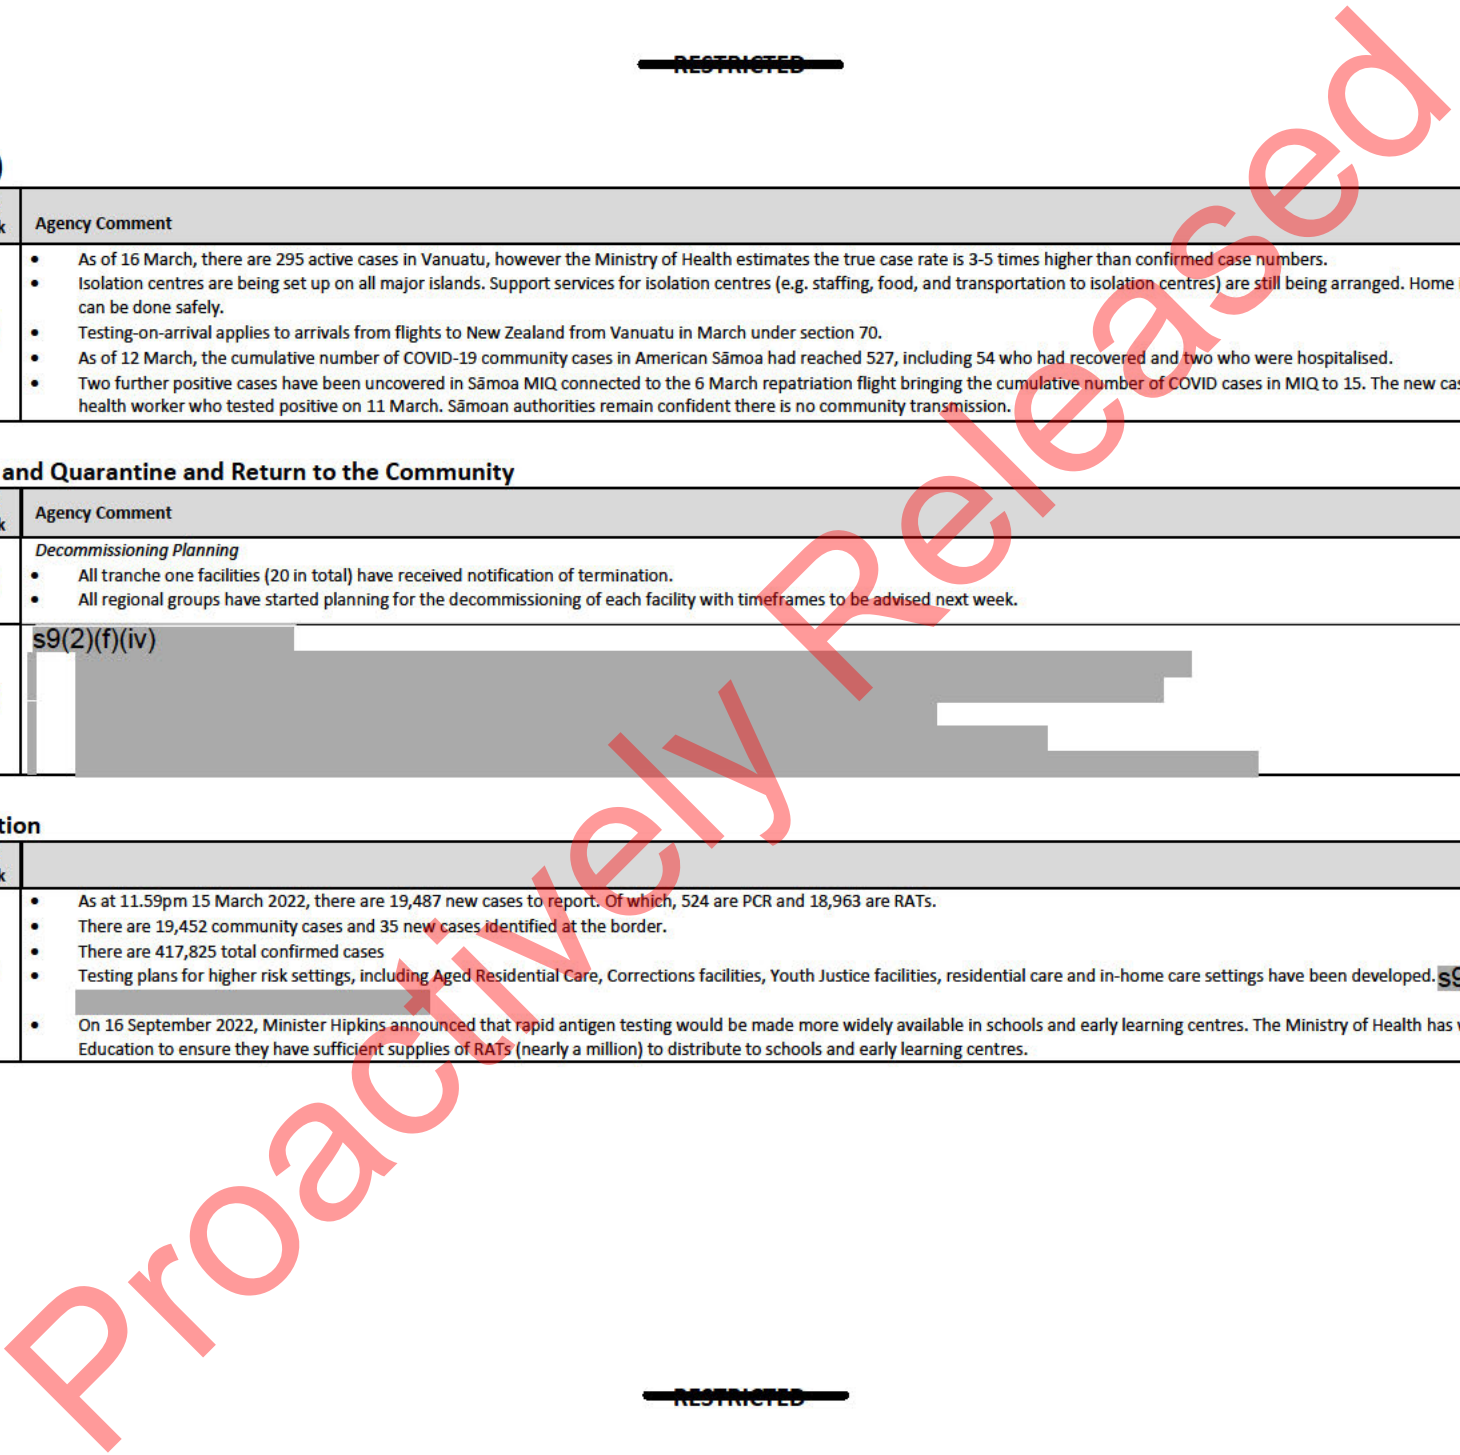 RESTRICTED
)
k Agency Comment
• As of 16 March, there are 295 active cases in Vanuatu, however the Ministry of Health estimates the true case rate is 3-5 times higher than confirmed case numbers.
• Isolation centres are being set up on all major islands. Support services for isolation centres (e.g. staffing, food, and transportation to isolation centres) are still being arranged. Home i
can be done safely.
• Testing-on-arrival applies to arrivals from flights to New Zealand from Vanuatu in March under section 70.
• As of 12 March, the cumulative number of COVID-19 community cases in American Sāmoa had reached 527, including 54 who had recovered and two who were hospitalised.
• Two further positive cases have been uncovered in Sāmoa MIQ connected to the 6 March repatriation flight bringing the cumulative number of COVID cases in MIQ to 15. The new cas
health worker who tested positive on 11 March. Sāmoan authorities remain confident there is no community transmission.
and Quarantine and Return to the Community
k Agency Comment
Decommissioning Planning
• All tranche one facilities (20 in total) have received notification of termination.
• All regional groups have started planning for the decommissioning of each facility with timeframes to be advised next week.
s9(2)(f)(iv)
tion
k
• As at 11.59pm 15 March 2022, there are 19,487 new cases to report. Of which, 524 are PCR and 18,963 are RATs.
• There are 19,452 community cases and 35 new cases identified at the border.
• There are 417,825 total confirmed cases
• Testing plans for higher risk settings, including Aged Residential Care, Corrections facilities, Youth Justice facilities, residential care and in-home care settings have been developed. s9
• On 16 September 2022, Minister Hipkins announced that rapid antigen testing would be made more widely available in schools and early learning centres. The Ministry of Health has
Education to ensure they have sufficient supplies of RATs (nearly a million) to distribute to schools and early learning centres.
Proactively Released
RESTRICTED